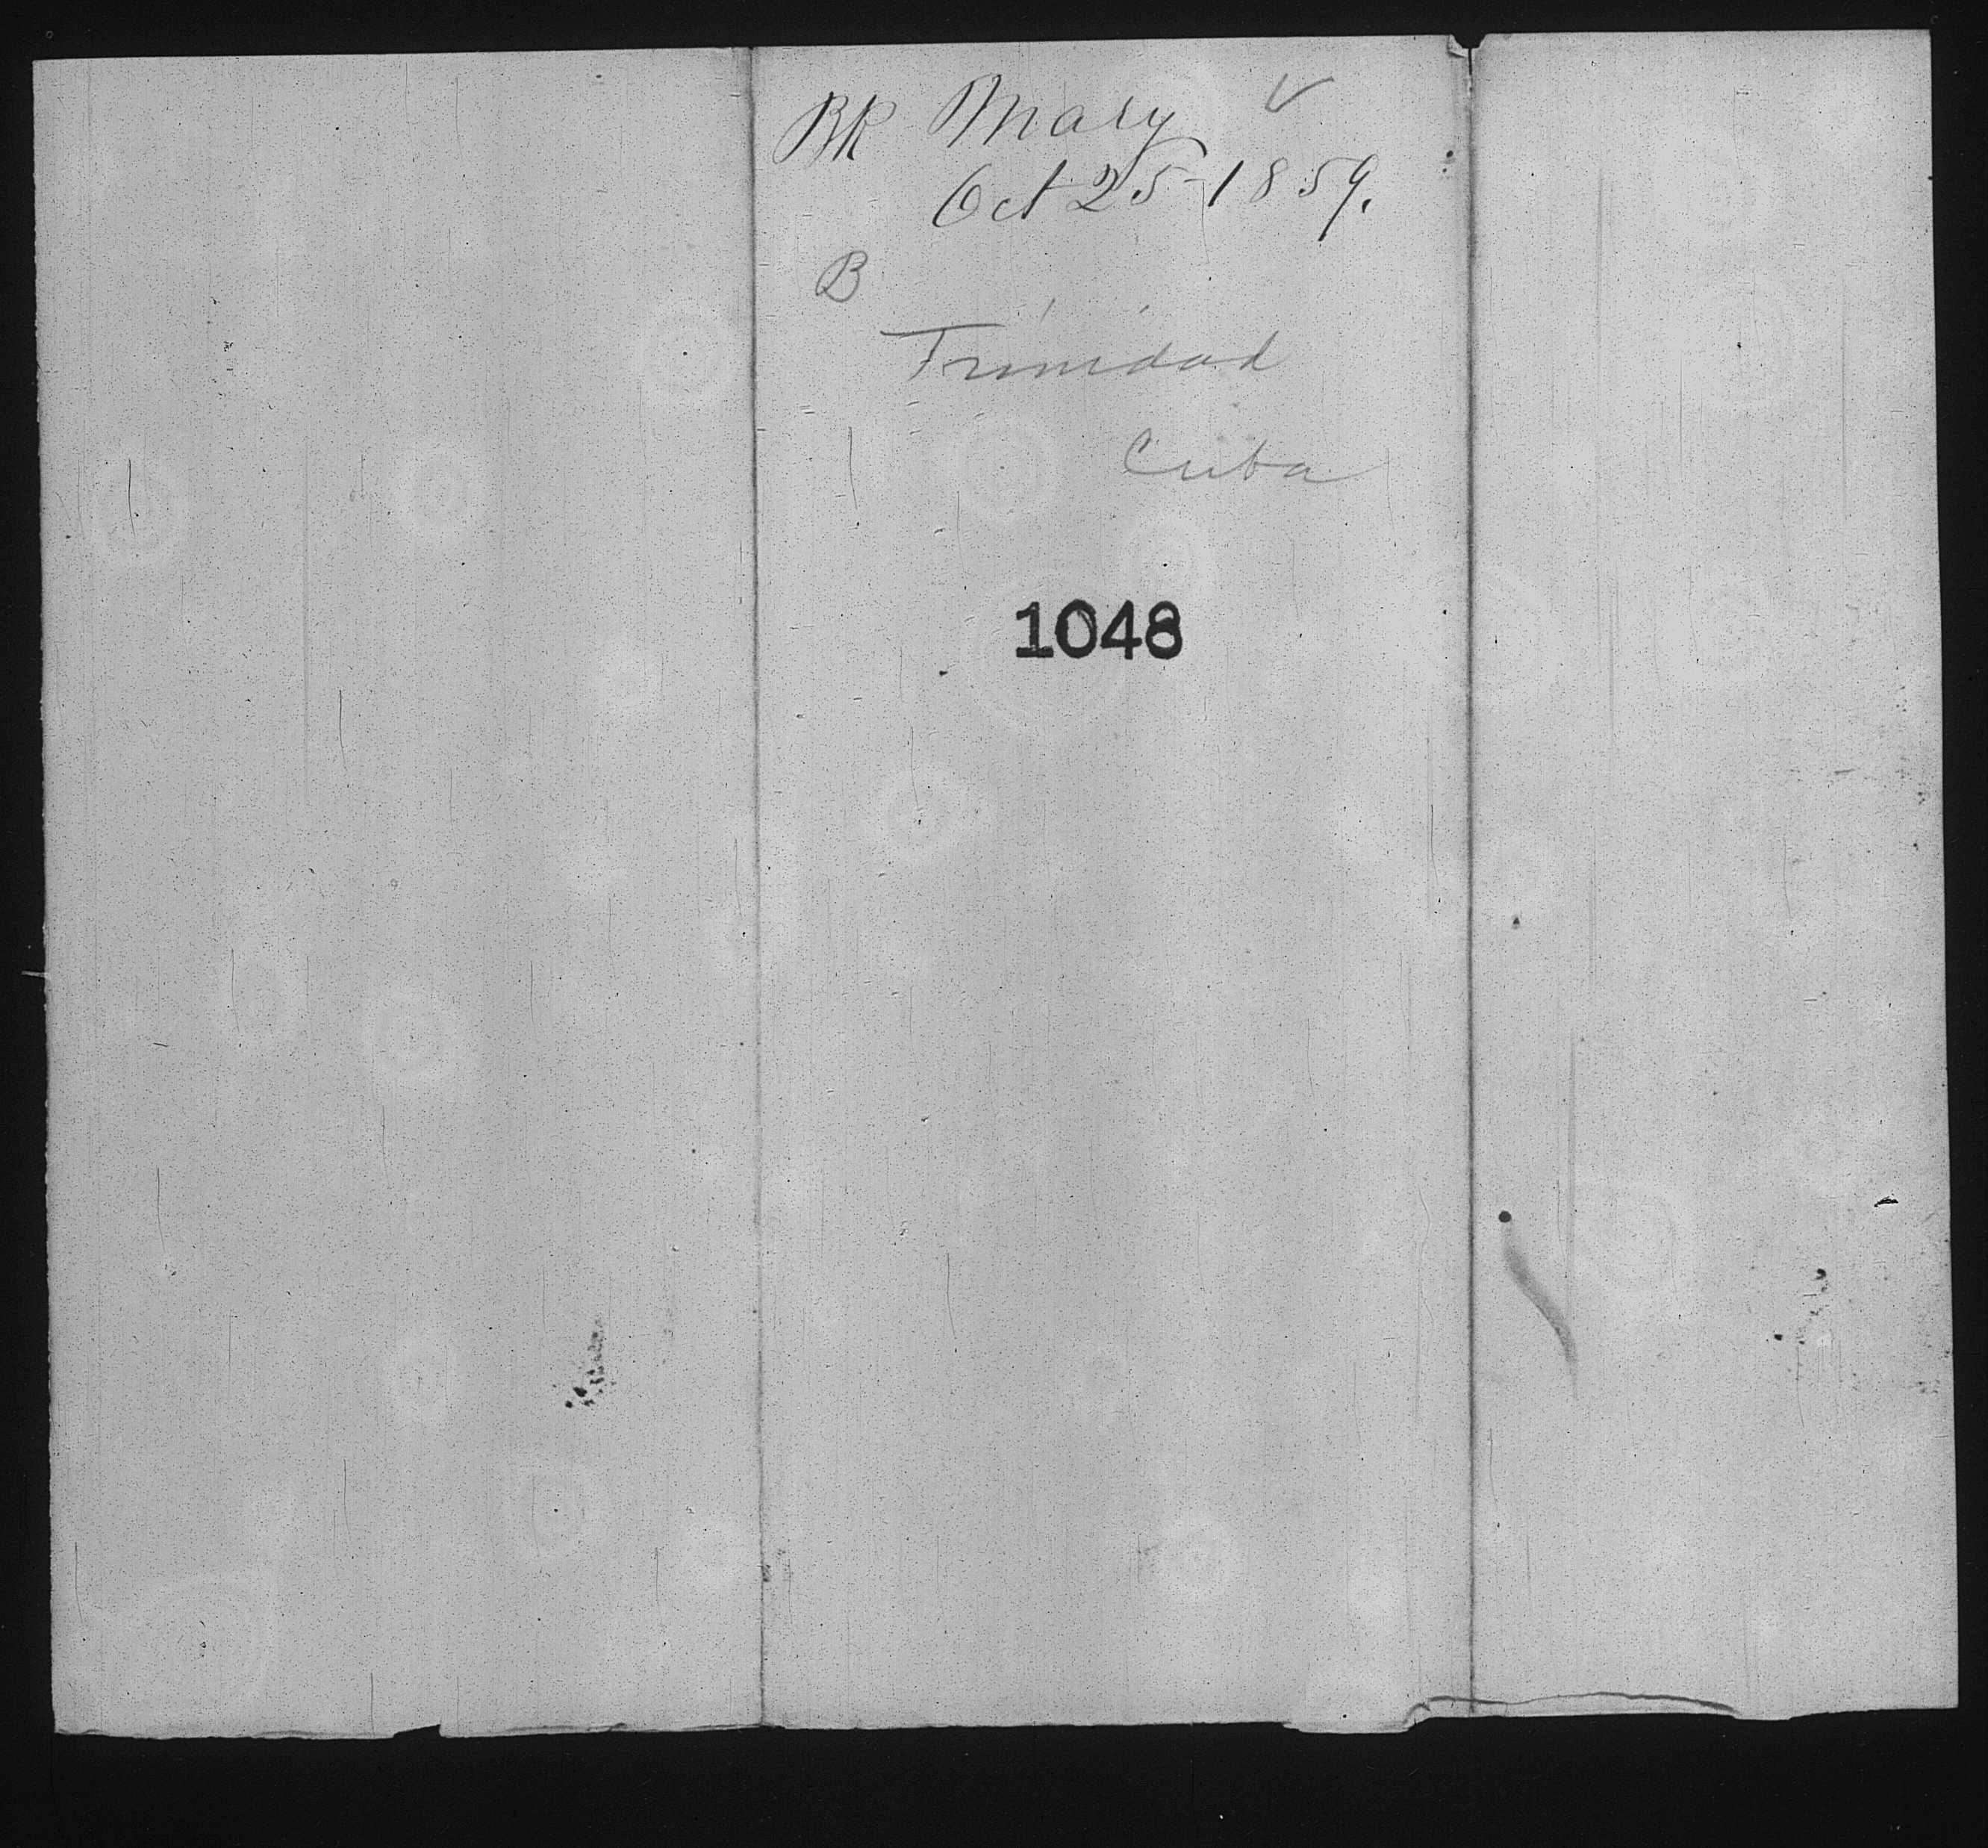 BK Mary
Oct 25 1859.
B
Trinidad
Cuba
1048